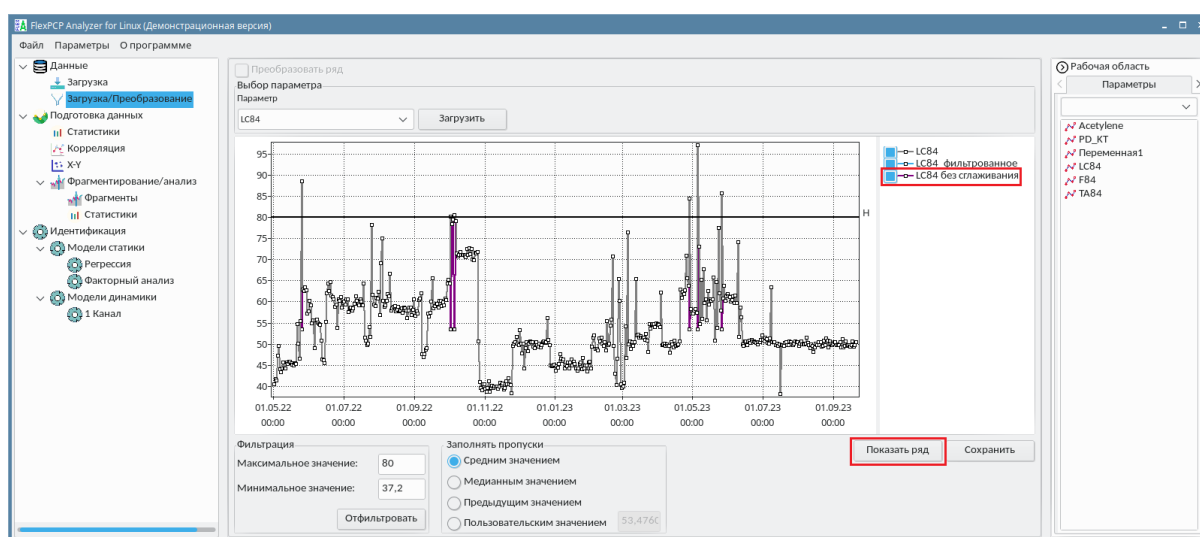 FlexPCP Analyzer for Linux (Демонстрационная версия)
Файл Параметры О программме
Данные
Загрузка
Загрузка/Преобразование
Подготовка данных
Статистики
Корреляция
X-Y
Фрагментирование/анализ
Фрагменты
Статистики
Идентификация
Модели статики
Регрессия
Факторный анализ
Модели динамики
1 Канал
Преобразовать ряд
Выбор параметра
Параметр
LC84
Загрузить
95
90
85
80
75
70
65
60
55
50
45
40
H
01.05.22 01.07.22 01.09.22 01.11.22 01.01.23 01.03.23 01.05.23 01.07.23 01.09.23
00:00 00:00 00:00 00:00 00:00 00:00 00:00 00:00 00:00
LC84
LC84_фильтрованное
LC84 без сглаживания
Фильтрация
Максимальное значение: 80
Минимальное значение: 37,2
Отфильтровать
Заполнять пропуски
Средним значением
Медианным значением
Предыдущим значением
Пользовательским значением 53,476
Показать ряд Сохранить
Рабочая область
Параметры
Acetylene
PD_KT
Переменная1
LC84
F84
TA84